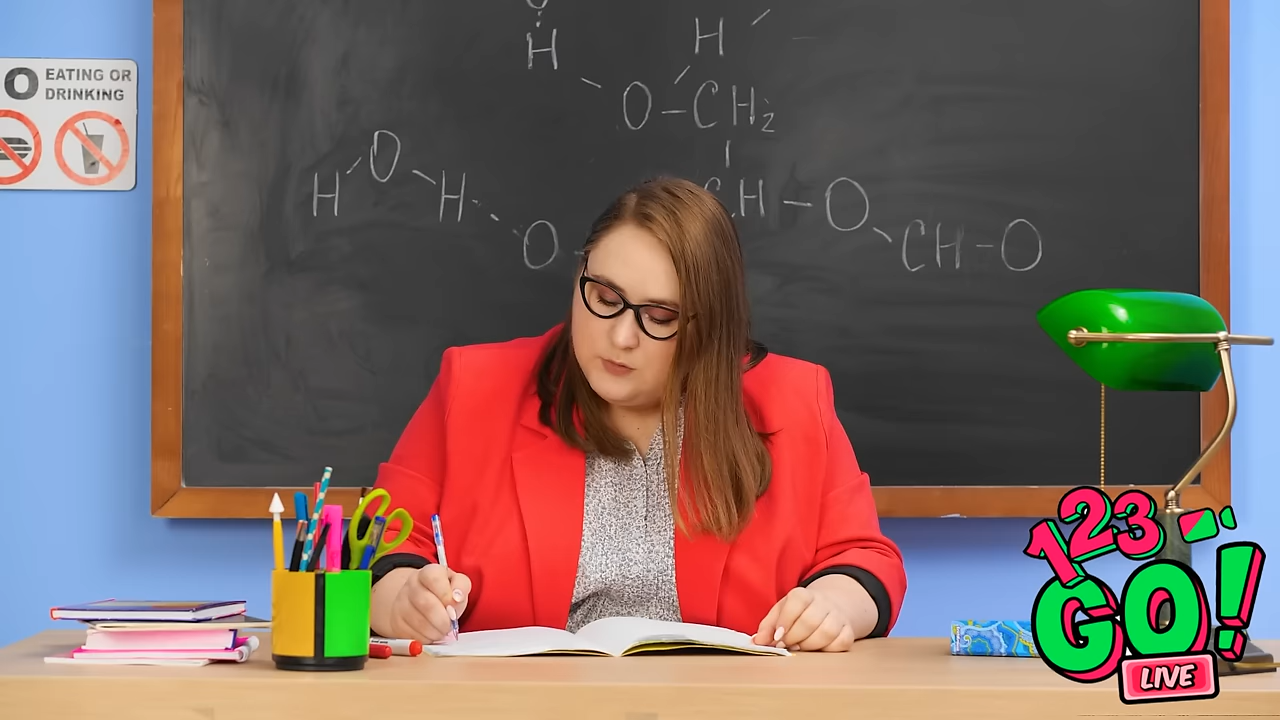 O EATING OR
DRINKING
H
H
O–CH₂
O
H H
CH–O
O
CH–O
123
GO!
LIVE